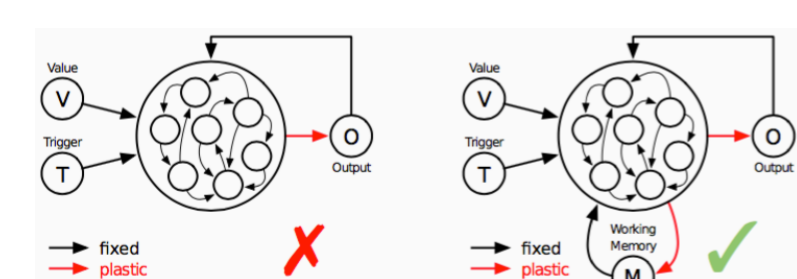 Value
V
Trigger
T
O
Output
fixed
plastic
Value
V
Trigger
T
O
Output
Working
Memory
M
fixed
plastic